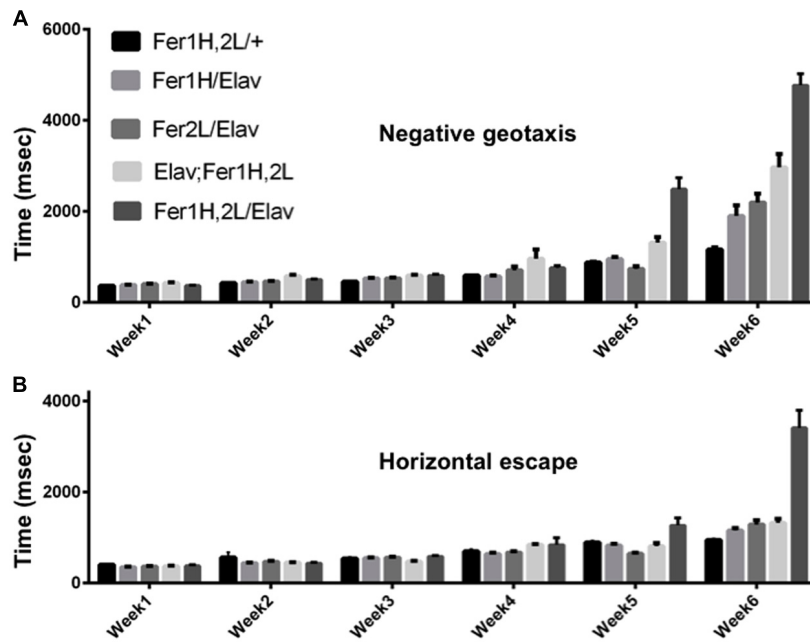 A
6000
4000
2000
0
Time (msec)
Fer1H,2L/+
Fer1H/Elav
Fer2L/Elav
Elav;Fer1H,2L
Fer1H,2L/Elav
Negative geotaxis
Week1
Week2
Week3
Week4
Week5
Week6
B
4000
2000
0
Time (msec)
Horizontal escape
Week1
Week2
Week3
Week4
Week5
Week6